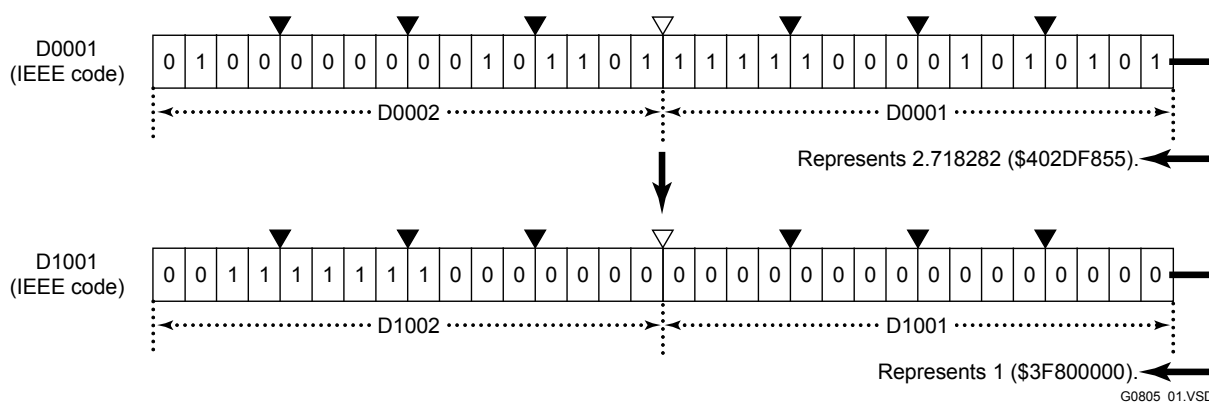 D0001
(IEEE code)
0 1 0 0 0 0 0 0 0 0 1 0 1 1 0 1 1 1 1 1 1 0 0 0 0 1 0 1 0 1 0 1
D0002 D0001
Represents 2.718282 ($402DF855).
D1001
(IEEE code)
0 0 1 1 1 1 1 1 1 0 0 0 0 0 0 0 0 0 0 0 0 0 0 0 0 0 0 0 0 0 0 0
D1002 D1001
Represents 1 ($3F800000).
G0805_01.VSD